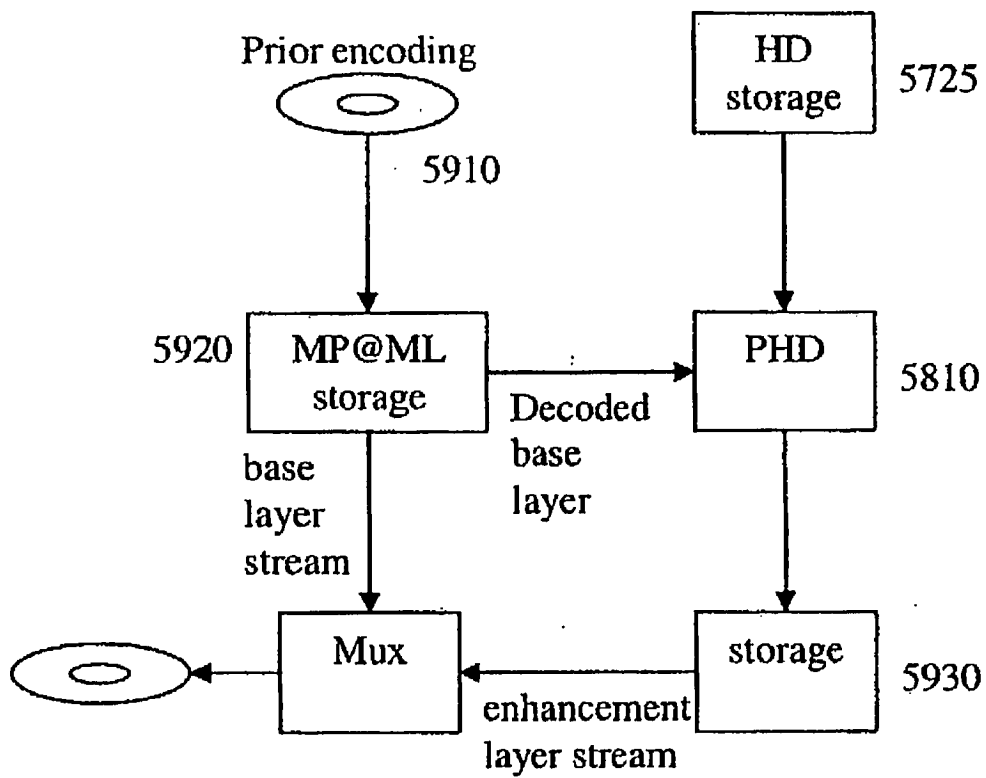 Prior encoding
HD
storage
5725
5910
5920
MP@ML
storage
PHD
5810
Decoded
base
layer
base
layer
stream
Mux
storage
5930
enhancement
layer stream